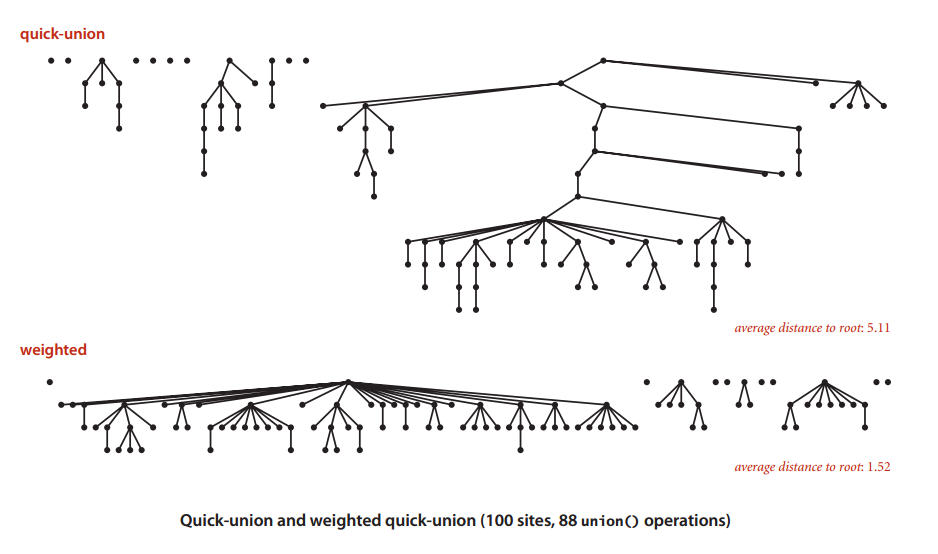 quick-union
average distance to root: 5.11
weighted
average distance to root: 1.52
Quick-union and weighted quick-union (100 sites, 88 union() operations)